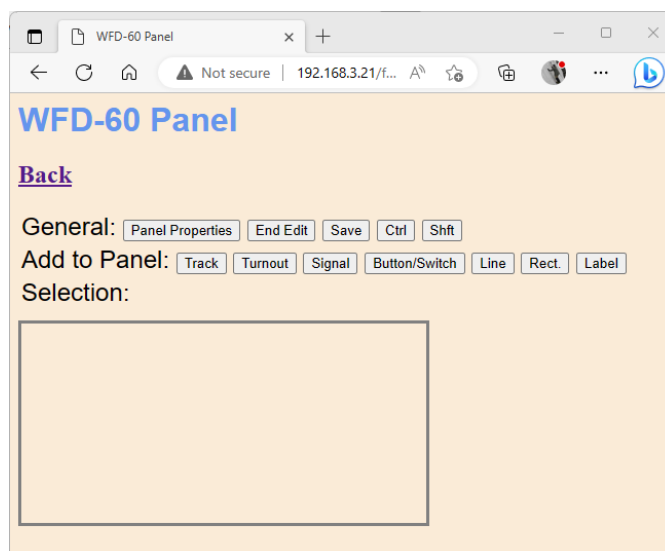 WFD-60 Panel
Not secure | 192.168.3.21/f...
WFD-60 Panel
Back
General: Panel Properties End Edit Save Ctrl Shft
Add to Panel: Track Turnout Signal Button/Switch Line Rect. Label
Selection: